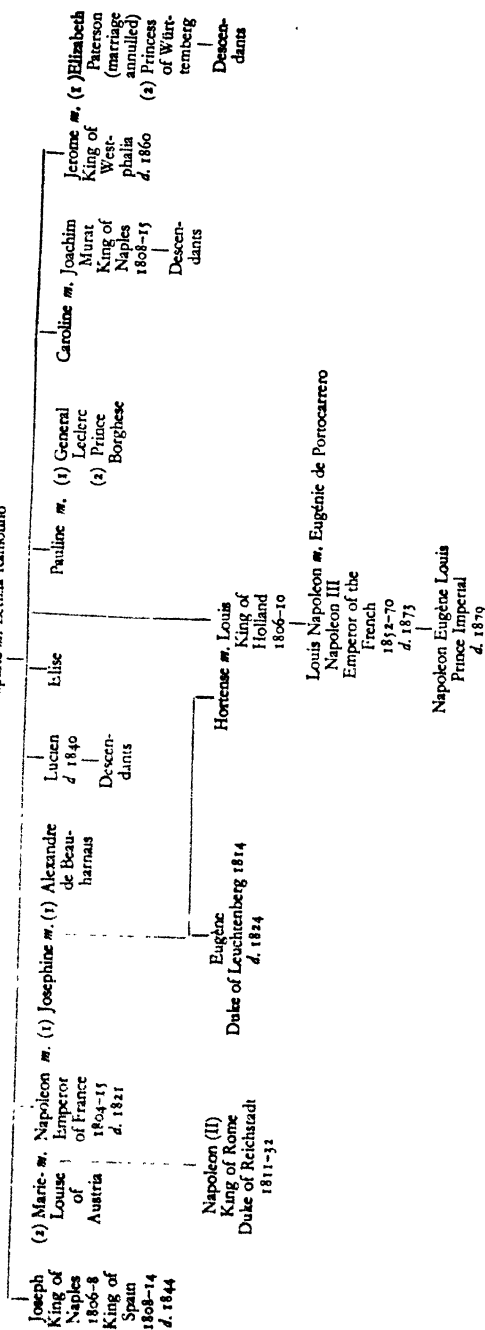 m. Letizia Ramolino
Joseph
King of
Naples
1806-8
King of
Spain
1808-14
d. 1844
(2) Marie- m.
Louise
of
Austria
Napoleon m.
Emperor
of France
1804-15
d. 1821
(1) Josephine m. (1) Alexandre
de Beau-
harnais
Lucien
d 1840
Descen-
dants
Elise
Pauline m. (1) General
Leclerc
(2) Prince
Borghese
Caroline m. Joachim
Murat
King of
Naples
1808-15
Descen-
dants
Jerome m. (1)Elizabeth
King of
West-
phalia
d. 1860
Paterson
(marriage
annulled)
(2) Princess
of Würt-
temberg
Descen-
dants
Napoleon (II)
King of Rome
Duke of Reichstadt
1811-32
Eugène
Duke of Leuchtenberg 1814
d. 1824
Hortense m. Louis
King of
Holland
1806-10
Louis Napoleon m. Eugénie de Portocarrero
Napoleon III
Emperor of the
French
1852-70
d. 1873
Napoleon Eugène Louis
Prince Imperial
d. 1879